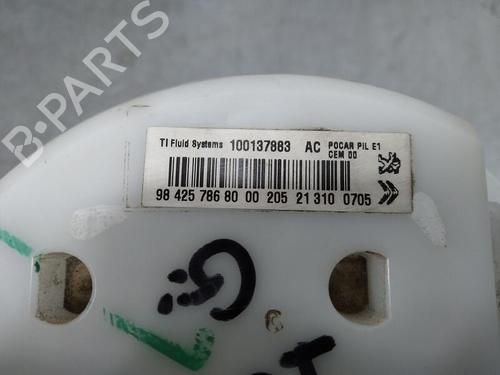 TI Fluid Systems 100137883 AC POCAR PIL E1
CEM 00
98 425 786 80 00 205 21 310 0705
B-PARTS
C